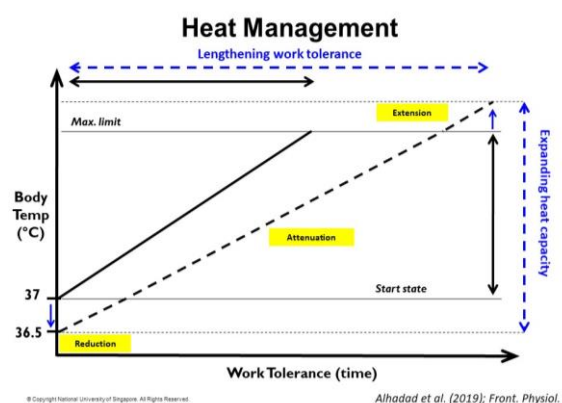 Heat Management
Lengthening work tolerance
Extension
Max. limit
Body
Temp
(°C)
Expanding heat capacity
Attenuation
37
Start state
36.5
Reduction
Work Tolerance (time)
© Copyright National University of Singapore. All Rights Reserved.
Alhadad et al. (2019); Front. Physiol.